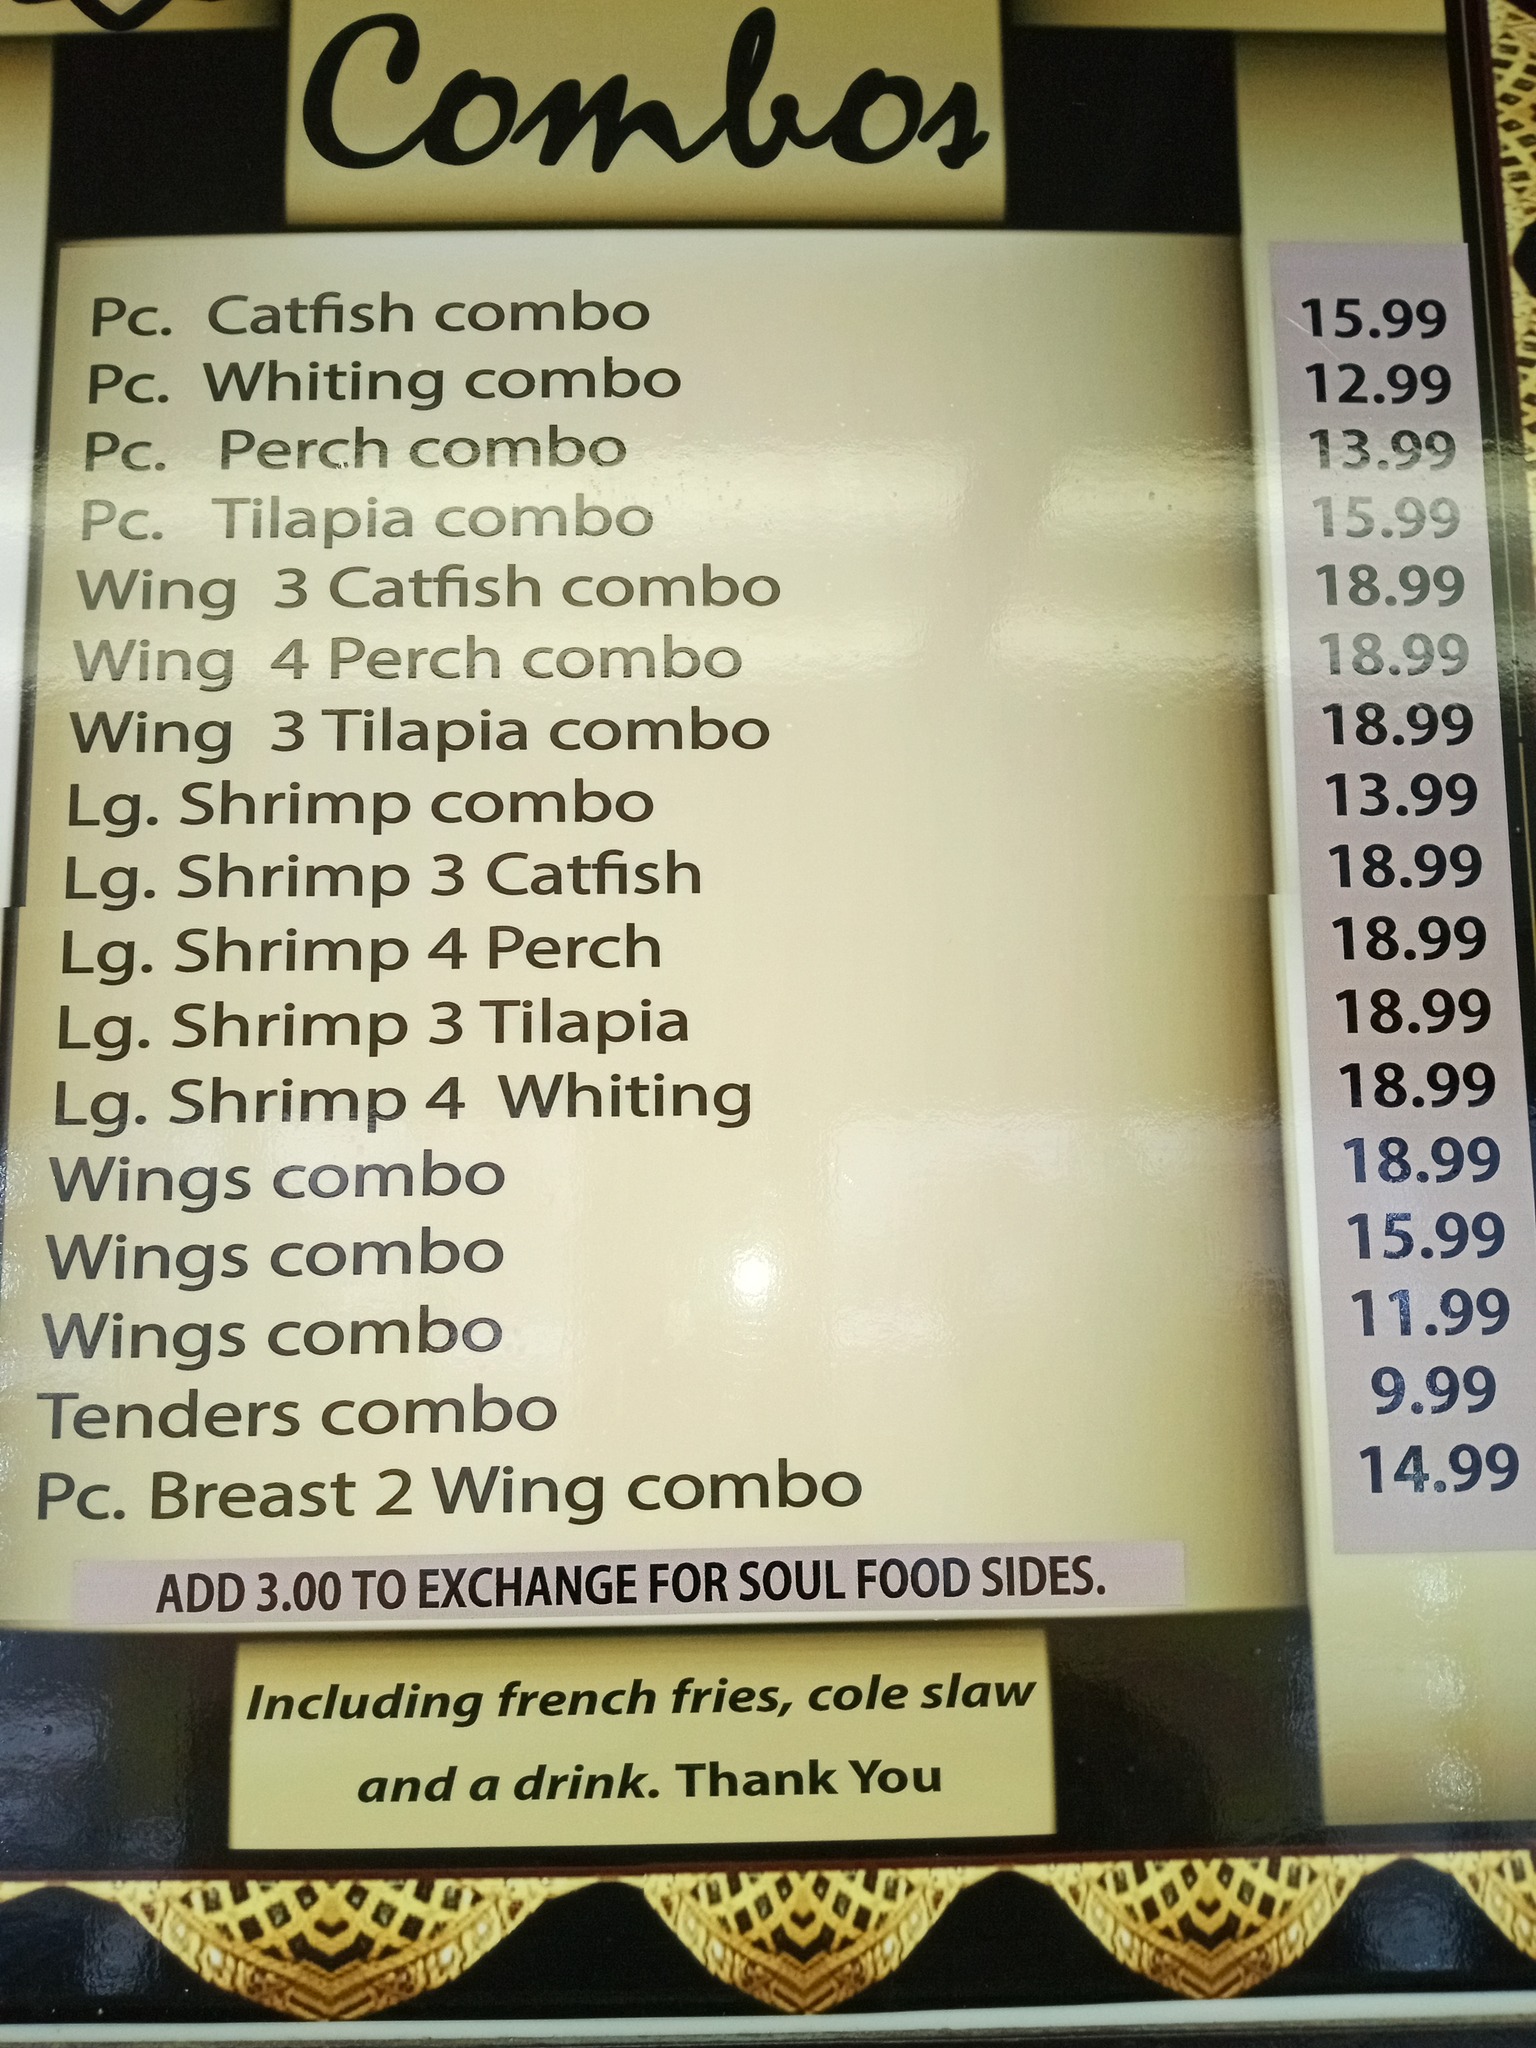 Combos
Pc. Catfish combo 15.99
Pc. Whiting combo 12.99
Pc. Perch combo 13.99
Pc. Tilapia combo 15.99
Wing 3 Catfish combo 18.99
Wing 4 Perch combo 18.99
Wing 3 Tilapia combo 18.99
Lg. Shrimp combo 13.99
Lg. Shrimp 3 Catfish 18.99
Lg. Shrimp 4 Perch 18.99
Lg. Shrimp 3 Tilapia 18.99
Lg. Shrimp 4 Whiting 18.99
Wings combo 18.99
Wings combo 15.99
Wings combo 11.99
Tenders combo 9.99
Pc. Breast 2 Wing combo 14.99
ADD 3.00 TO EXCHANGE FOR SOUL FOOD SIDES.
Including french fries, cole slaw
and a drink. Thank You